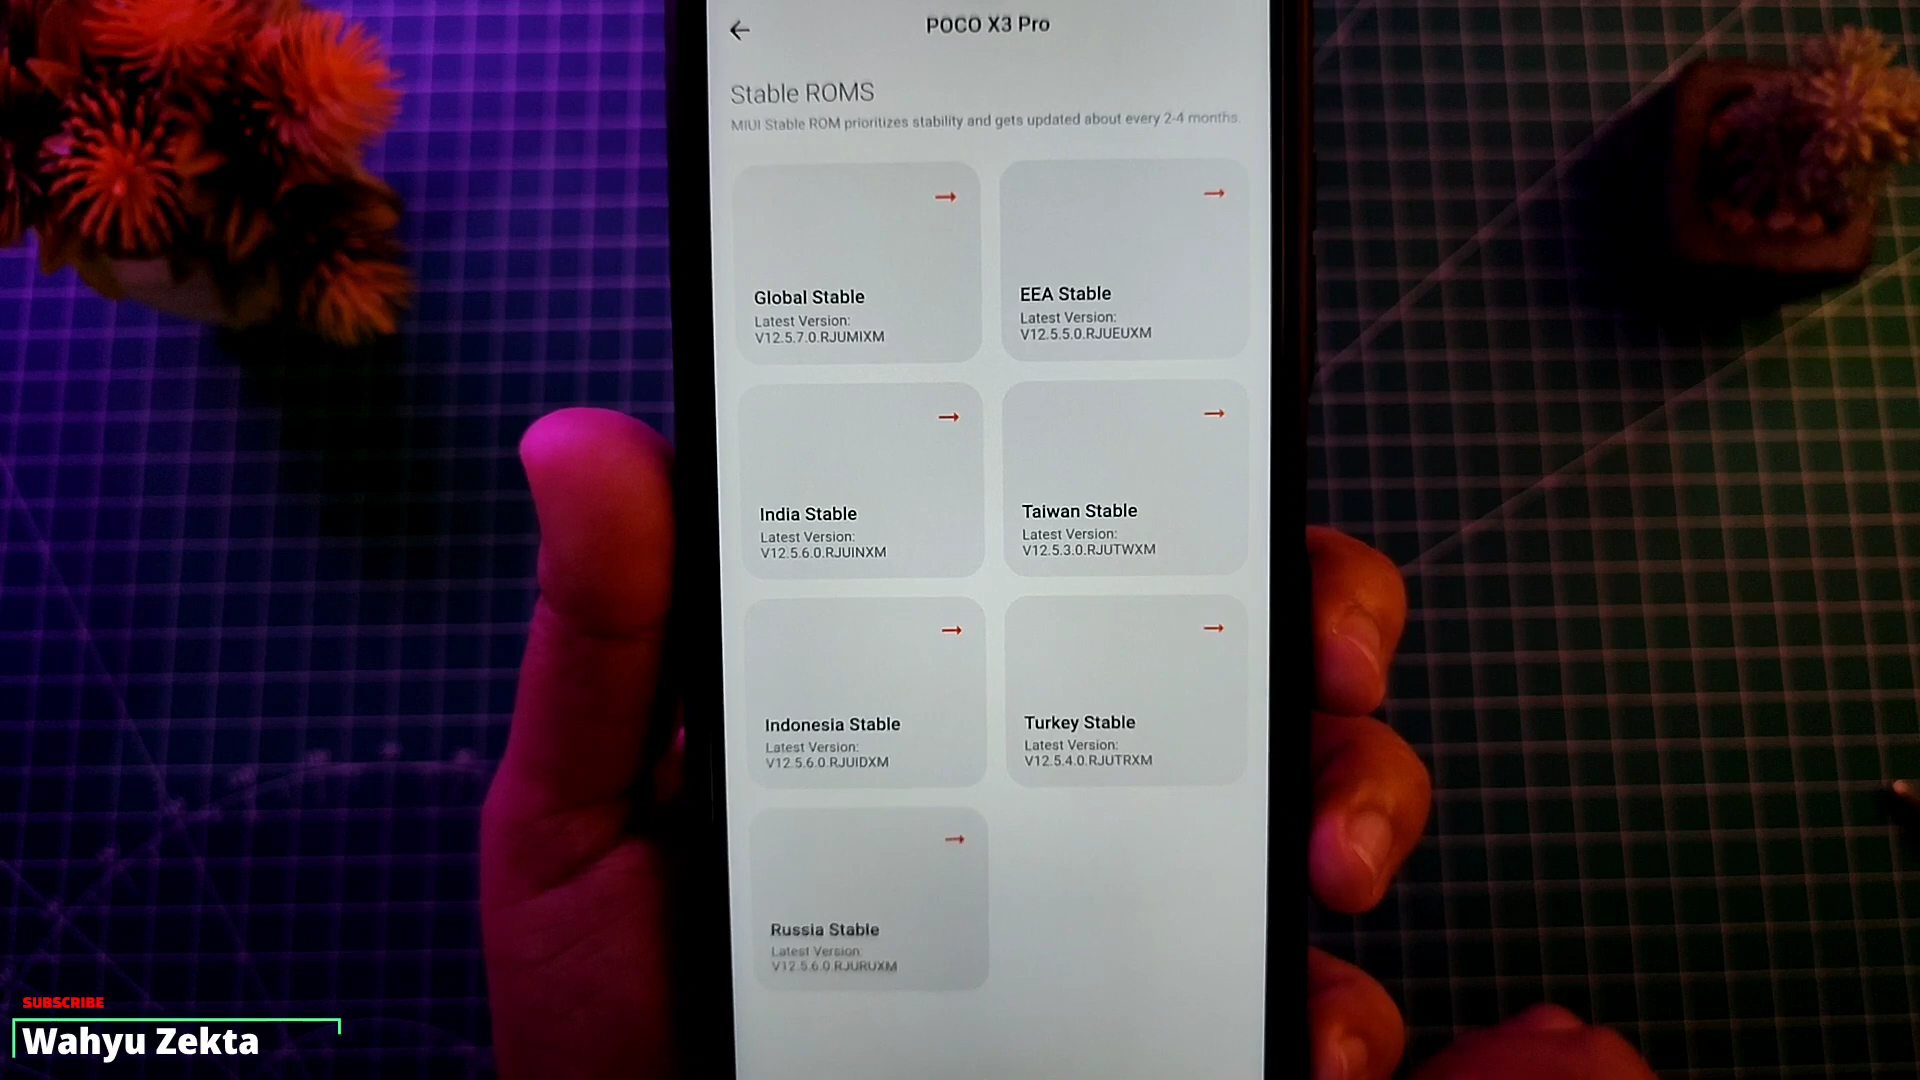 POCO X3 Pro
Stable ROMS
MIUI Stable ROM prioritizes stability and gets updated about every 2-4 months.
Global Stable
Latest Version:
V12.5.7.0.RJUMIXM
EEA Stable
Latest Version:
V12.5.5.0.RJUEUXM
India Stable
Latest Version:
V12.5.6.0.RJUINXM
Taiwan Stable
Latest Version:
V12.5.3.0.RJUTWXM
Indonesia Stable
Latest Version:
V12.5.6.0.RJUIDXM
Turkey Stable
Latest Version:
V12.5.4.0.RJUTRXM
Russia Stable
Latest Version:
V12.5.6.0.RJURUXM
SUBSCRIBE
Wahyu Zekta